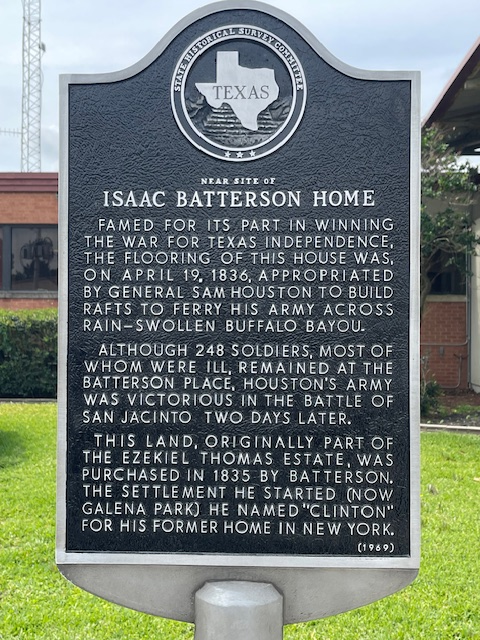 STATE HISTORICAL SURVEY COMMITTEE
TEXAS
NEAR SITE OF
ISAAC BATTERSON HOME
FAMED FOR ITS PART IN WINNING
THE WAR FOR TEXAS INDEPENDENCE,
THE FLOORING OF THIS HOUSE WAS,
ON APRIL 19, 1836, APPROPRIATED
BY GENERAL SAM HOUSTON TO BUILD
RAFTS TO FERRY HIS ARMY ACROSS
RAIN-SWOLLEN BUFFALO BAYOU.
ALTHOUGH 248 SOLDIERS, MOST OF
WHOM WERE ILL, REMAINED AT THE
BATTERSON PLACE, HOUSTON'S ARMY
WAS VICTORIOUS IN THE BATTLE OF
SAN JACINTO TWO DAYS LATER.
THIS LAND, ORIGINALLY PART OF
THE EZEKIEL THOMAS ESTATE, WAS
PURCHASED IN 1835 BY BATTERSON.
THE SETTLEMENT HE STARTED (NOW
GALENA PARK) HE NAMED "CLINTON"
FOR HIS FORMER HOME IN NEW YORK.
(1969)